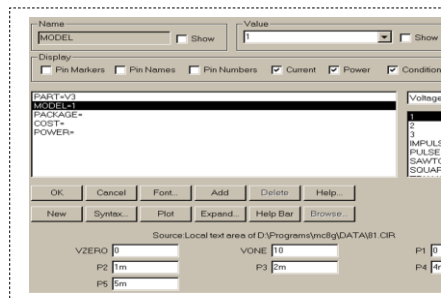 Name
MODEL
Show
Value
1
Show
Display
Pin Markers Pin Names Pin Numbers Current Power Condition
PART=V3
MODEL=1
PACKAGE=
COST=
POWER=
Voltage
1
2
3
IMPULS
PULSE
SAWTO
SQUAR
OK Cancel Font... Add Delete Help...
New Syntax... Plot Expand... Help Bar Browse...
Source:Local text area of D:\Programs\mc8g\DATA\81.CIR
VZERO 0 VONE 10 P1 0
P2 1m P3 2m P4 4m
P5 5m